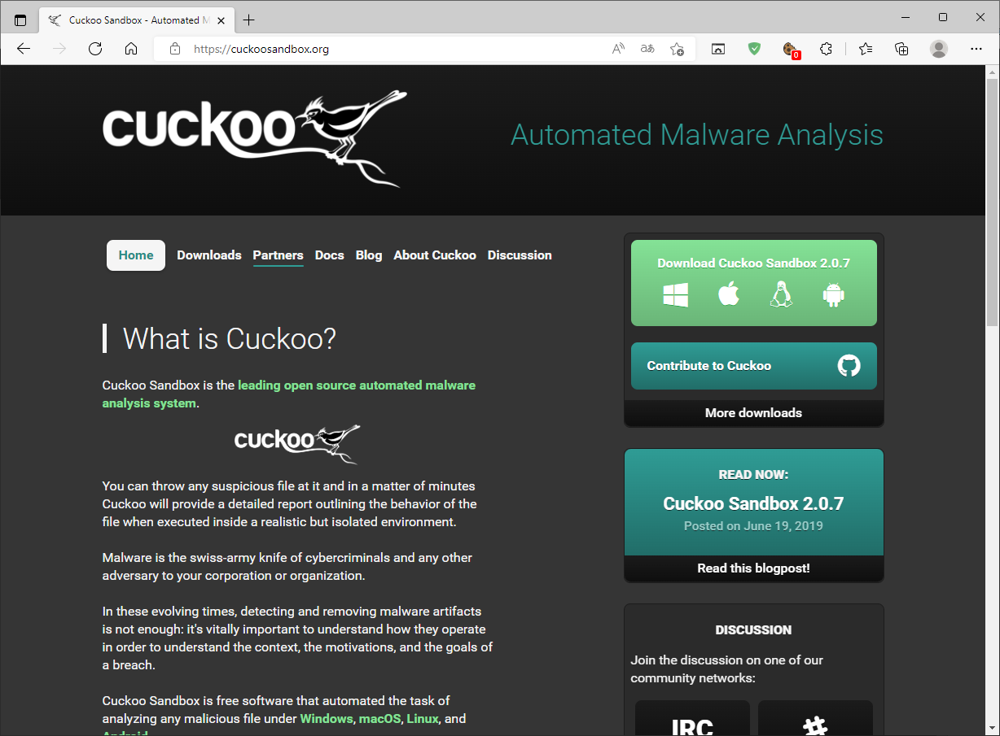 Cuckoo Sandbox - Automated M
https://cuckoosandbox.org
0
cuckoo
Automated Malware Analysis
Home Downloads Partners Docs Blog About Cuckoo Discussion
What is Cuckoo?
Cuckoo Sandbox is the leading open source automated malware
analysis system.
cuckoo
You can throw any suspicious file at it and in a matter of minutes
Cuckoo will provide a detailed report outlining the behavior of the
file when executed inside a realistic but isolated environment.
Malware is the swiss-army knife of cybercriminals and any other
adversary to your corporation or organization.
In these evolving times, detecting and removing malware artifacts
is not enough: it's vitally important to understand how they operate
in order to understand the context, the motivations, and the goals of
a breach.
Cuckoo Sandbox is free software that automated the task of
analyzing any malicious file under Windows, macOS, Linux, and
Android.
Download Cuckoo Sandbox 2.0.7
Contribute to Cuckoo
More downloads
READ NOW:
Cuckoo Sandbox 2.0.7
Posted on June 19, 2019
Read this blogpost!
DISCUSSION
Join the discussion on one of our
community networks:
IRC